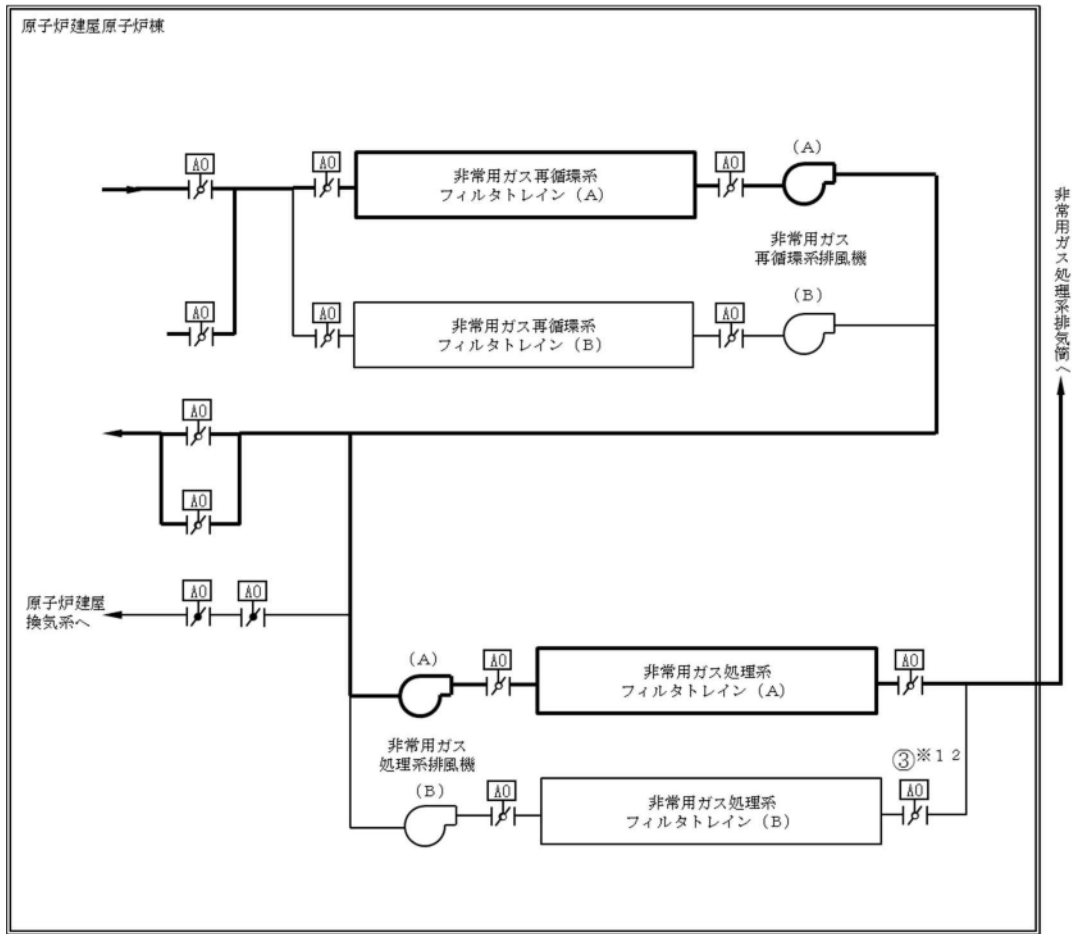 原子炉建屋原子炉棟
AO
AO
AO
(A)
非常用ガス再循環系
フィルタトレイン(A)
非常用ガス
再循環系排風機
AO
AO
AO
(B)
非常用ガス再循環系
フィルタトレイン(B)
非常用ガス処理系排気筒へ
AO
AO
AO
AO
原子炉建屋
換気系へ
(A)
AO
AO
非常用ガス処理系
フィルタトレイン(A)
非常用ガス
処理系排風機
③※12
(B)
AO
AO
非常用ガス処理系
フィルタトレイン(B)